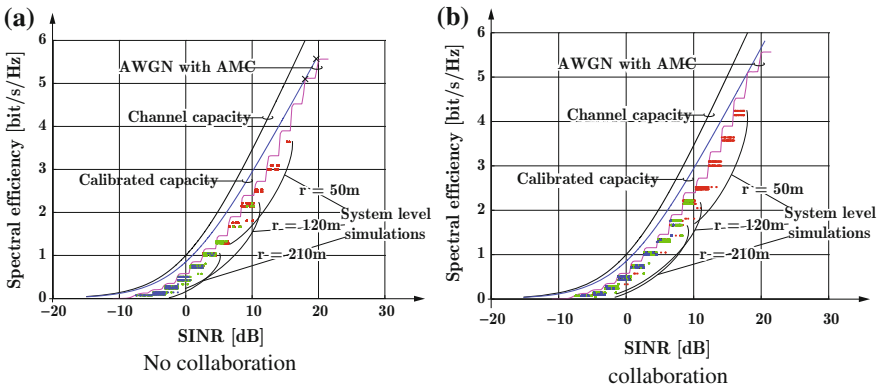 (a)
Spectral efficiency [bit/s/Hz]
6
5
4
3
2
1
0
AWGN with AMC
Channel capacity
Calibrated capacity
r = 50m
System level
simulations
r = 120m
r = 210m
−20 −10 0 10 20 30
SINR [dB]
No collaboration
(b)
Spectral efficiency [bit/s/Hz]
6
5
4
3
2
1
0
AWGN with AMC
Channel capacity
Calibrated capacity
r = 50m
System level
simulations
r = 120m
r = 210m
−20 −10 0 10 20 30
SINR [dB]
collaboration